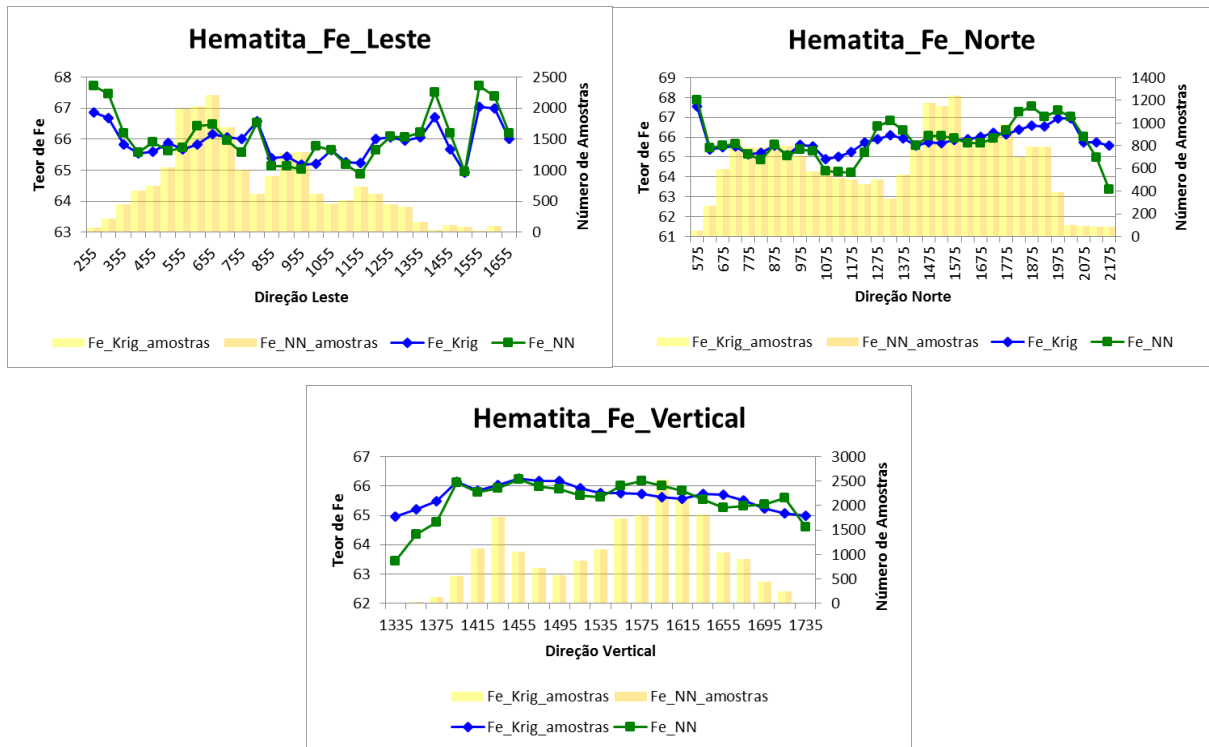 Hematita_Fe_Leste
68
67
66
65
64
63
2500
2000
1500
1000
500
0
Teor de Fe
Número de Amostras
255 355 455 555 655 755 855 955 1055 1155 1255 1355 1455 1555 1655
Direção Leste
Fe_Krig_amostras Fe_NN_amostras Fe_Krig Fe_NN
Hematita_Fe_Norte
69
68
67
66
65
64
63
62
61
1400
1200
1000
800
600
400
200
0
Teor de Fe
Número de Amostras
575 675 775 875 975 1075 1175 1275 1375 1475 1575 1675 1775 1875 1975 2075 2175
Direção Norte
Fe_Krig_amostras Fe_NN_amostras Fe_Krig Fe_NN
Hematita_Fe_Vertical
67
66
65
64
63
62
3000
2500
2000
1500
1000
500
0
Teor de Fe
Número de Amostras
1335 1375 1415 1455 1495 1535 1575 1615 1655 1695 1735
Direção Vertical
Fe_Krig_amostras Fe_NN_amostras
Fe_Krig_amostras Fe_NN